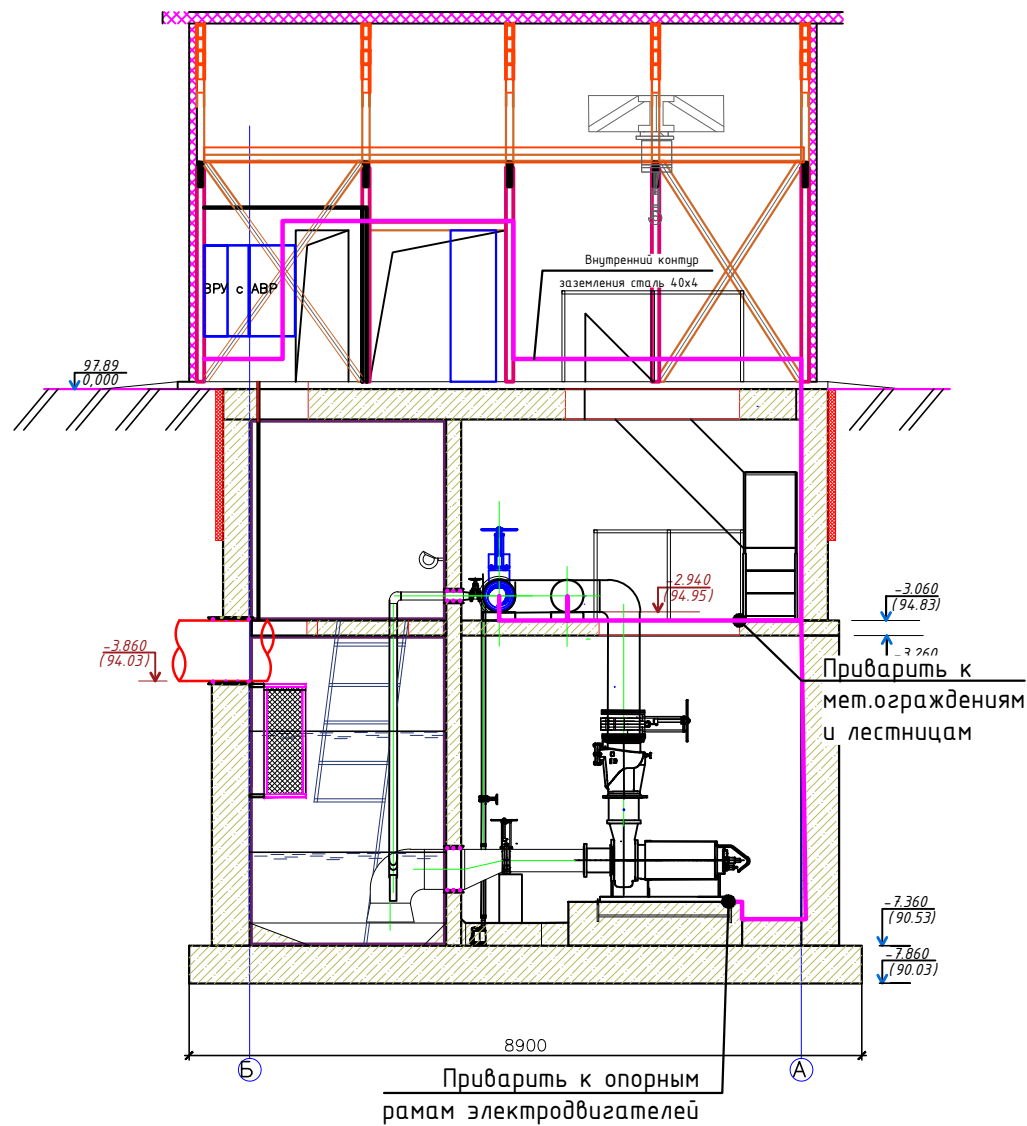 Внутренний контур
заземления сталь 40х4
ВРУ с АВР
97.89
0,000
-2.940
(94.95)
-3.060
(94.83)
-3.260
-3.860
(94.03)
Приварить к
мет.ограждениям
и лестницам
-7.360
(90.53)
-7.860
(90.03)
8900
Б
А
Приварить к опорным
рамам электродвигателей